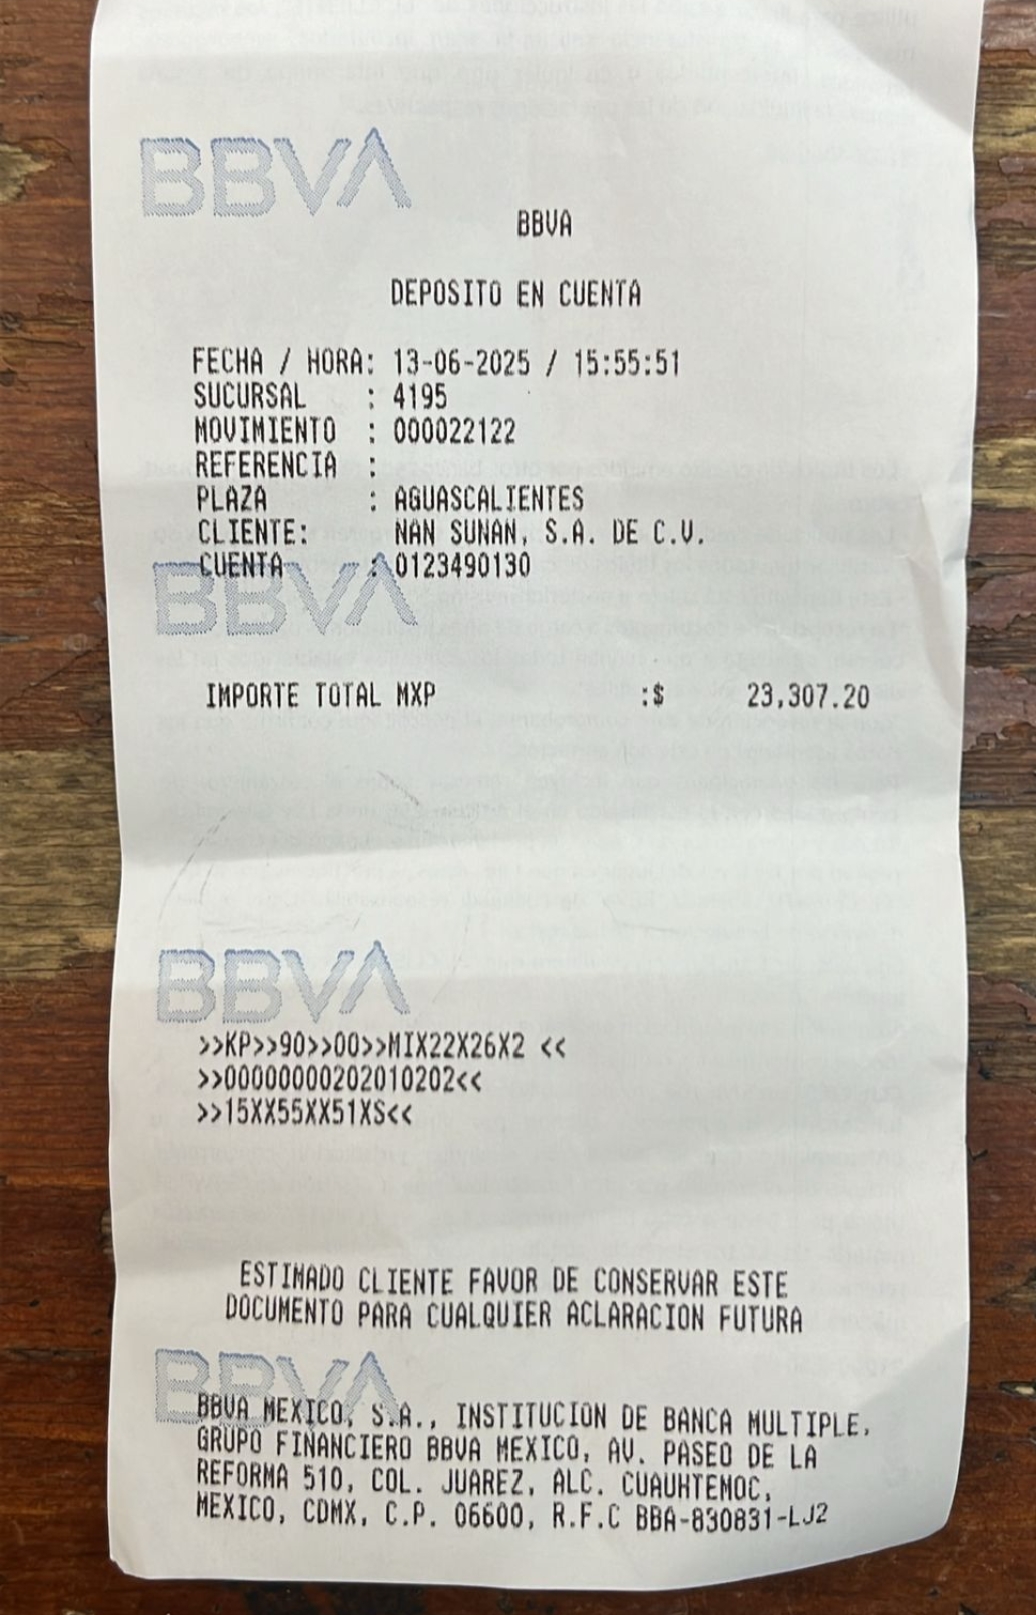 BBVA
BBVA
DEPOSITO EN CUENTA
FECHA / HORA: 13-06-2025 / 15:55:51
SUCURSAL : 4195
MOVIMIENTO : 000022122
REFERENCIA :
PLAZA : AGUASCALIENTES
CLIENTE: NAN SUNAN, S.A. DE C.V.
CUENTA : 0123490130
BBVA
IMPORTE TOTAL MXP :$ 23,307.20
BBVA
>>KP>>90>>00>>MIX22X26X2 <<
>>00000000202010202<<
>>15XX55XX51XS<<
ESTIMADO CLIENTE FAVOR DE CONSERVAR ESTE
DOCUMENTO PARA CUALQUIER ACLARACION FUTURA
BBVA
BBVA MEXICO, S.A., INSTITUCION DE BANCA MULTIPLE,
GRUPO FINANCIERO BBVA MEXICO, AV. PASEO DE LA
REFORMA 510, COL. JUAREZ, ALC. CUAUHTEMOC,
MEXICO, CDMX, C.P. 06600, R.F.C BBA-830831-LJ2